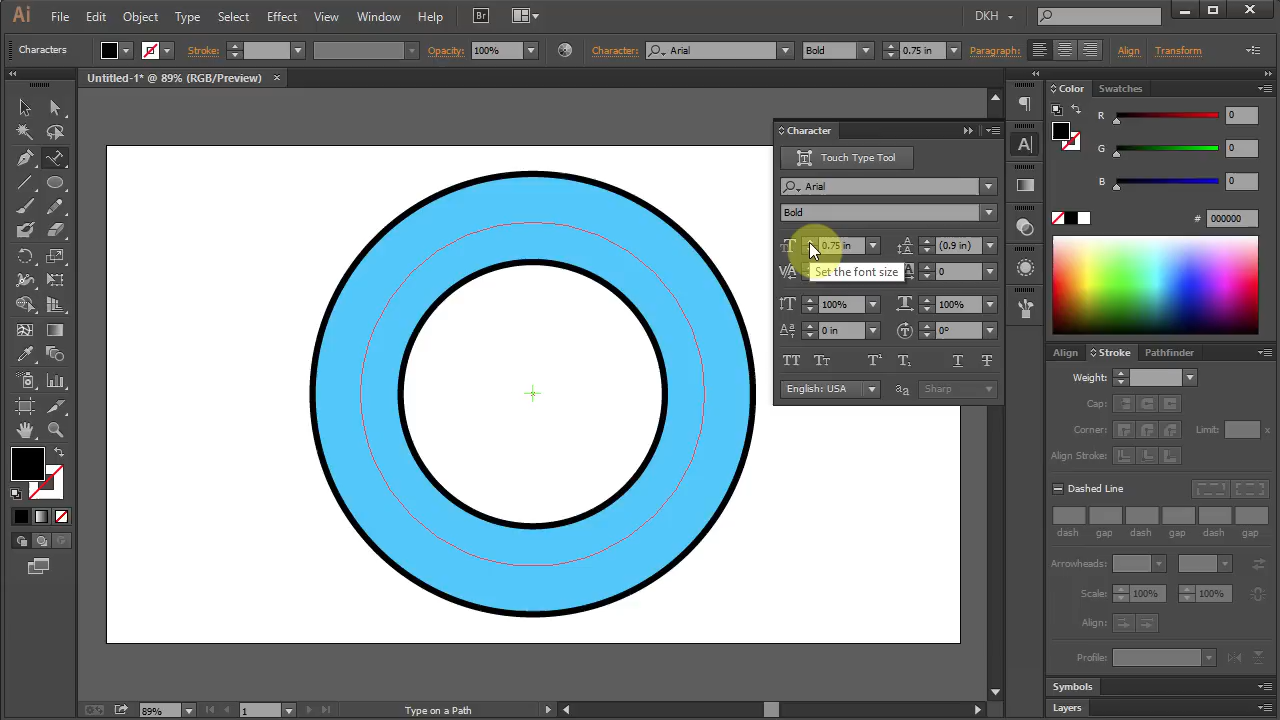 Ai File Edit Object Type Select Effect View Window Help Br DKH
Characters Stroke: Opacity: 100% Character: Arial Bold 0.75 in Paragraph: Align Transform
Untitled-1* @ 89% (RGB/Preview) ×
Character
Touch Type Tool
Arial
Bold
0.75 in (0.9 in)
Set the font size 0
100% 100%
0 in 0°
English: USA Sharp
Color Swatches
R 0
G 0
B 0
# 000000
Align Stroke Pathfinder
Weight:
Cap:
Corner: Limit: x
Align Stroke:
Dashed Line
dash gap dash gap dash gap
Arrowheads:
Scale: 100% 100%
Align:
Profile:
Symbols
Layers
89% 1 Type on a Path